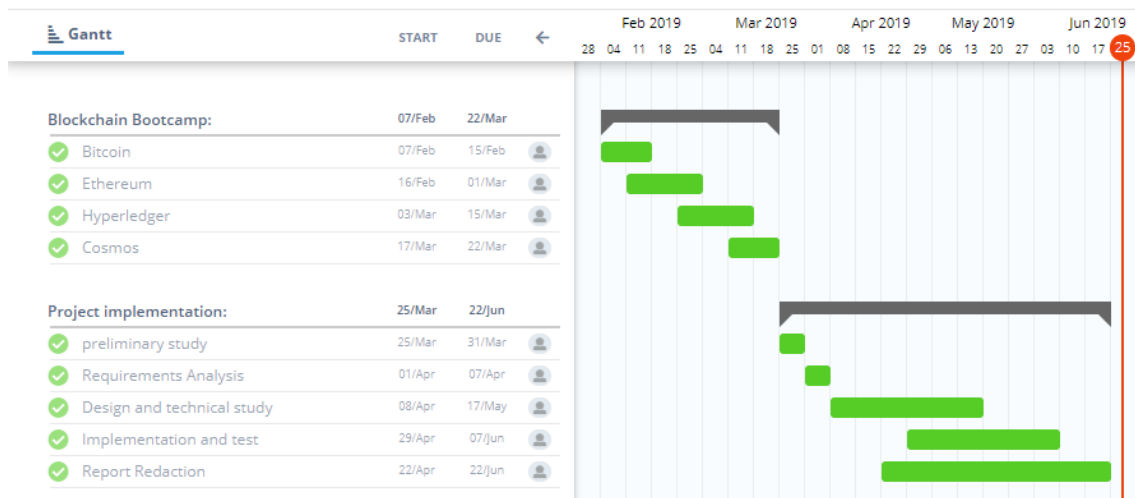 Feb 2019 Mar 2019 Apr 2019 May 2019 Jun 2019
Gantt START DUE
28 04 11 18 25 04 11 18 25 01 08 15 22 29 06 13 20 27 03 10 17 25
Blockchain Bootcamp: 07/Feb 22/Mar
Bitcoin 07/Feb 15/Feb
Ethereum 16/Feb 01/Mar
Hyperledger 03/Mar 15/Mar
Cosmos 17/Mar 22/Mar
Project implementation: 25/Mar 22/Jun
preliminary study 25/Mar 31/Mar
Requirements Analysis 01/Apr 07/Apr
Design and technical study 08/Apr 17/May
Implementation and test 29/Apr 07/Jun
Report Redaction 22/Apr 22/Jun